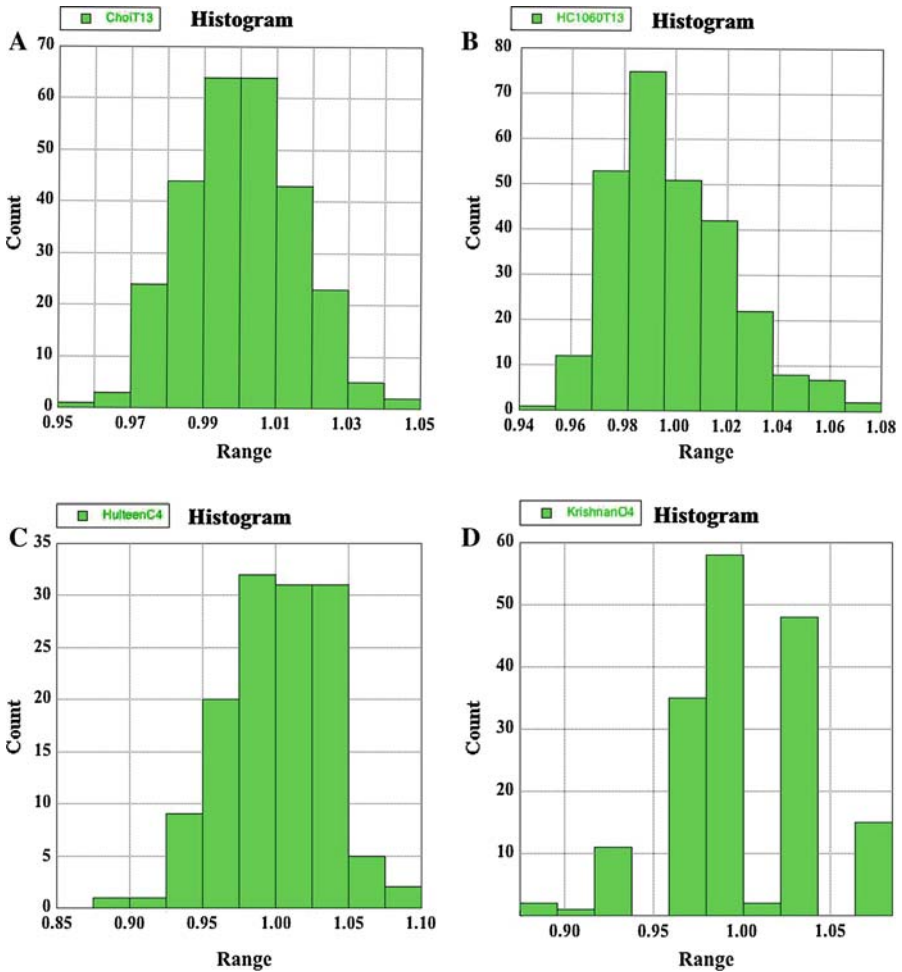 ChoiT13
Histogram
A
70
60
50
40
30
20
10
0
Count
0.95 0.97 0.99 1.01 1.03 1.05
Range
HC1060T13
Histogram
B
80
70
60
50
40
30
20
10
0
Count
0.94 0.96 0.98 1.00 1.02 1.04 1.06 1.08
Range
HulteenC4
Histogram
C
35
30
25
20
15
10
5
0
Count
0.85 0.90 0.95 1.00 1.05 1.10
Range
KrishnanO4
Histogram
D
60
50
40
30
20
10
Count
0.90 0.95 1.00 1.05
Range